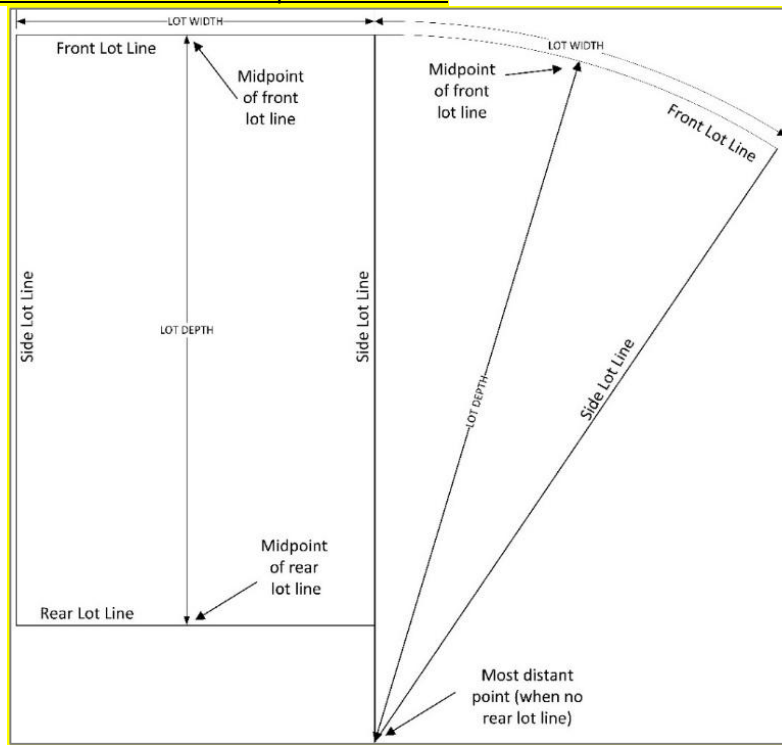 LOT WIDTH
Front Lot Line
Midpoint
of front
lot line
Side Lot Line
LOT DEPTH
Side Lot Line
Midpoint
of rear
lot line
Rear Lot Line
LOT WIDTH
Midpoint
of front
lot line
Front Lot Line
LOT DEPTH
Side Lot Line
Most distant
point (when no
rear lot line)